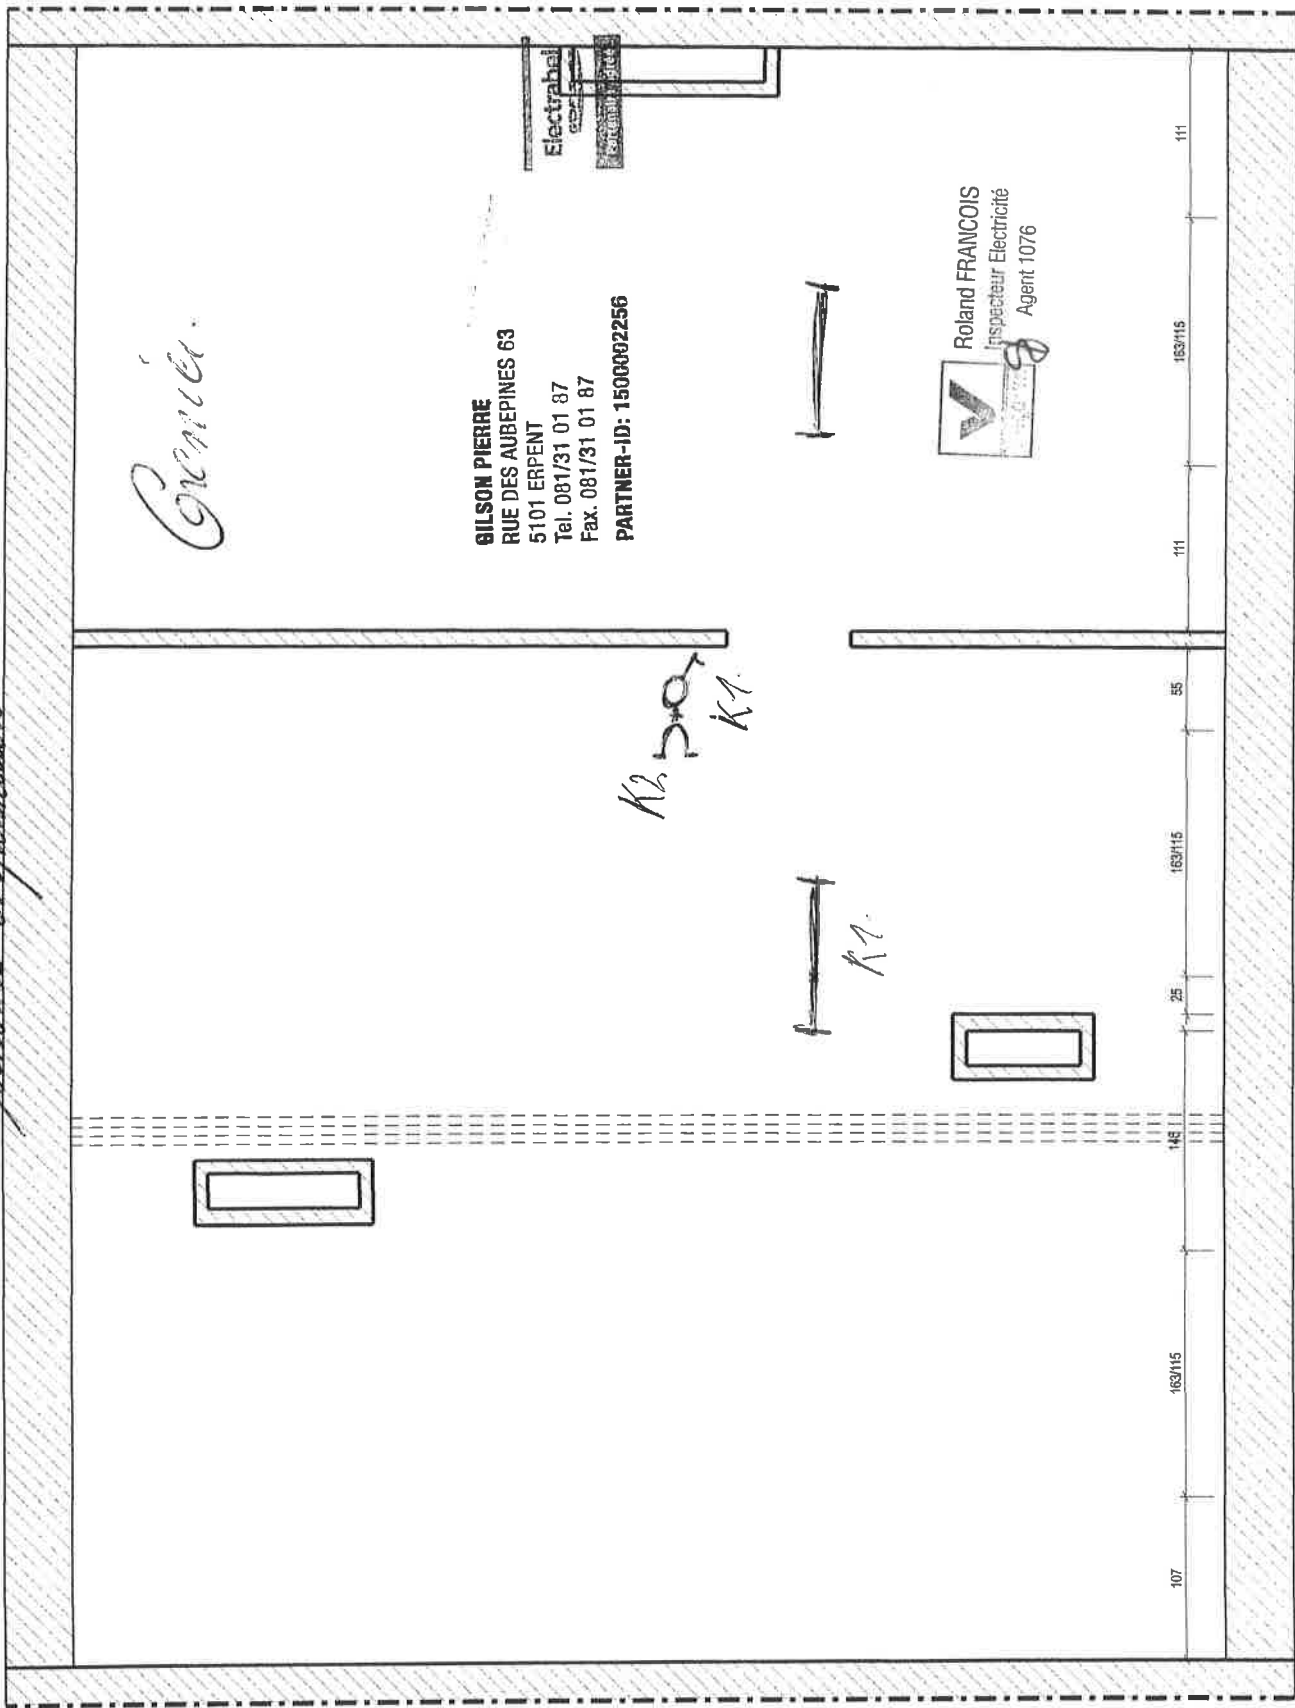 Grenier.
Electrabel
GILSON PIERRE
RUE DES AUBEPINES 63
5101 ERPENT
Tel. 081/31 01 87
Fax. 081/31 01 87
PARTNER-ID: 1500002256
Roland FRANCOIS
Inspecteur Electricité
Agent 1076
K2
K1.
K1.
107
163/115
146
25
163/115
55
111
163/115
111